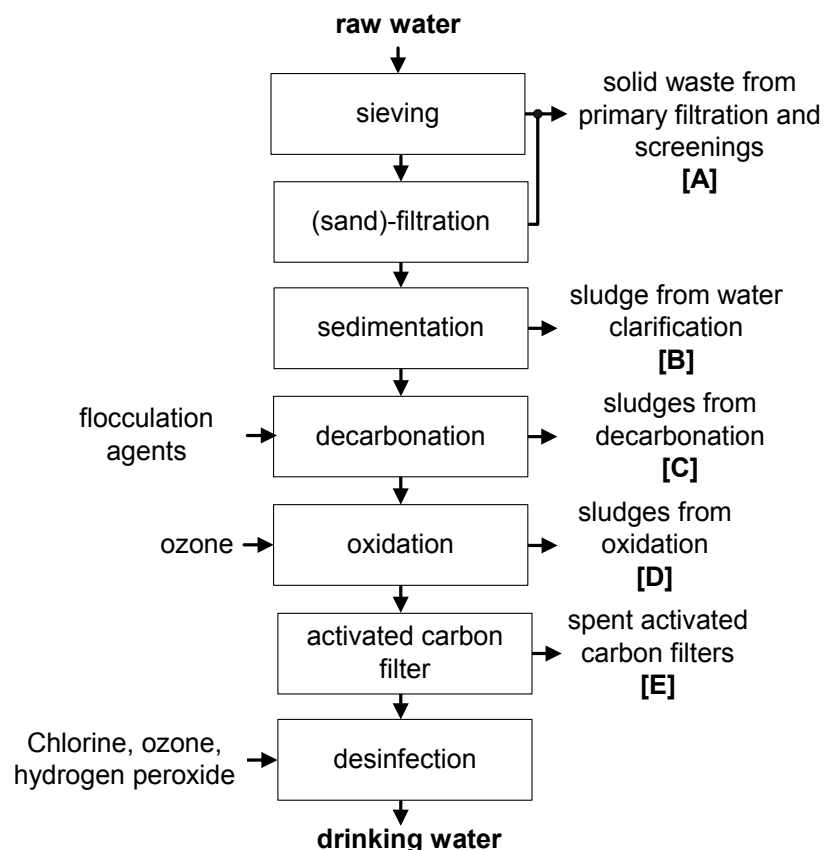 raw water
sieving
solid waste from
primary filtration and
screenings
[A]
(sand)-filtration
sedimentation
sludge from water
clarification
[B]
flocculation
agents
decarbonation
sludges from
decarbonation
[C]
ozone
oxidation
sludges from
oxidation
[D]
activated carbon
filter
spent activated
carbon filters
[E]
Chlorine, ozone,
hydrogen peroxide
desinfection
drinking water